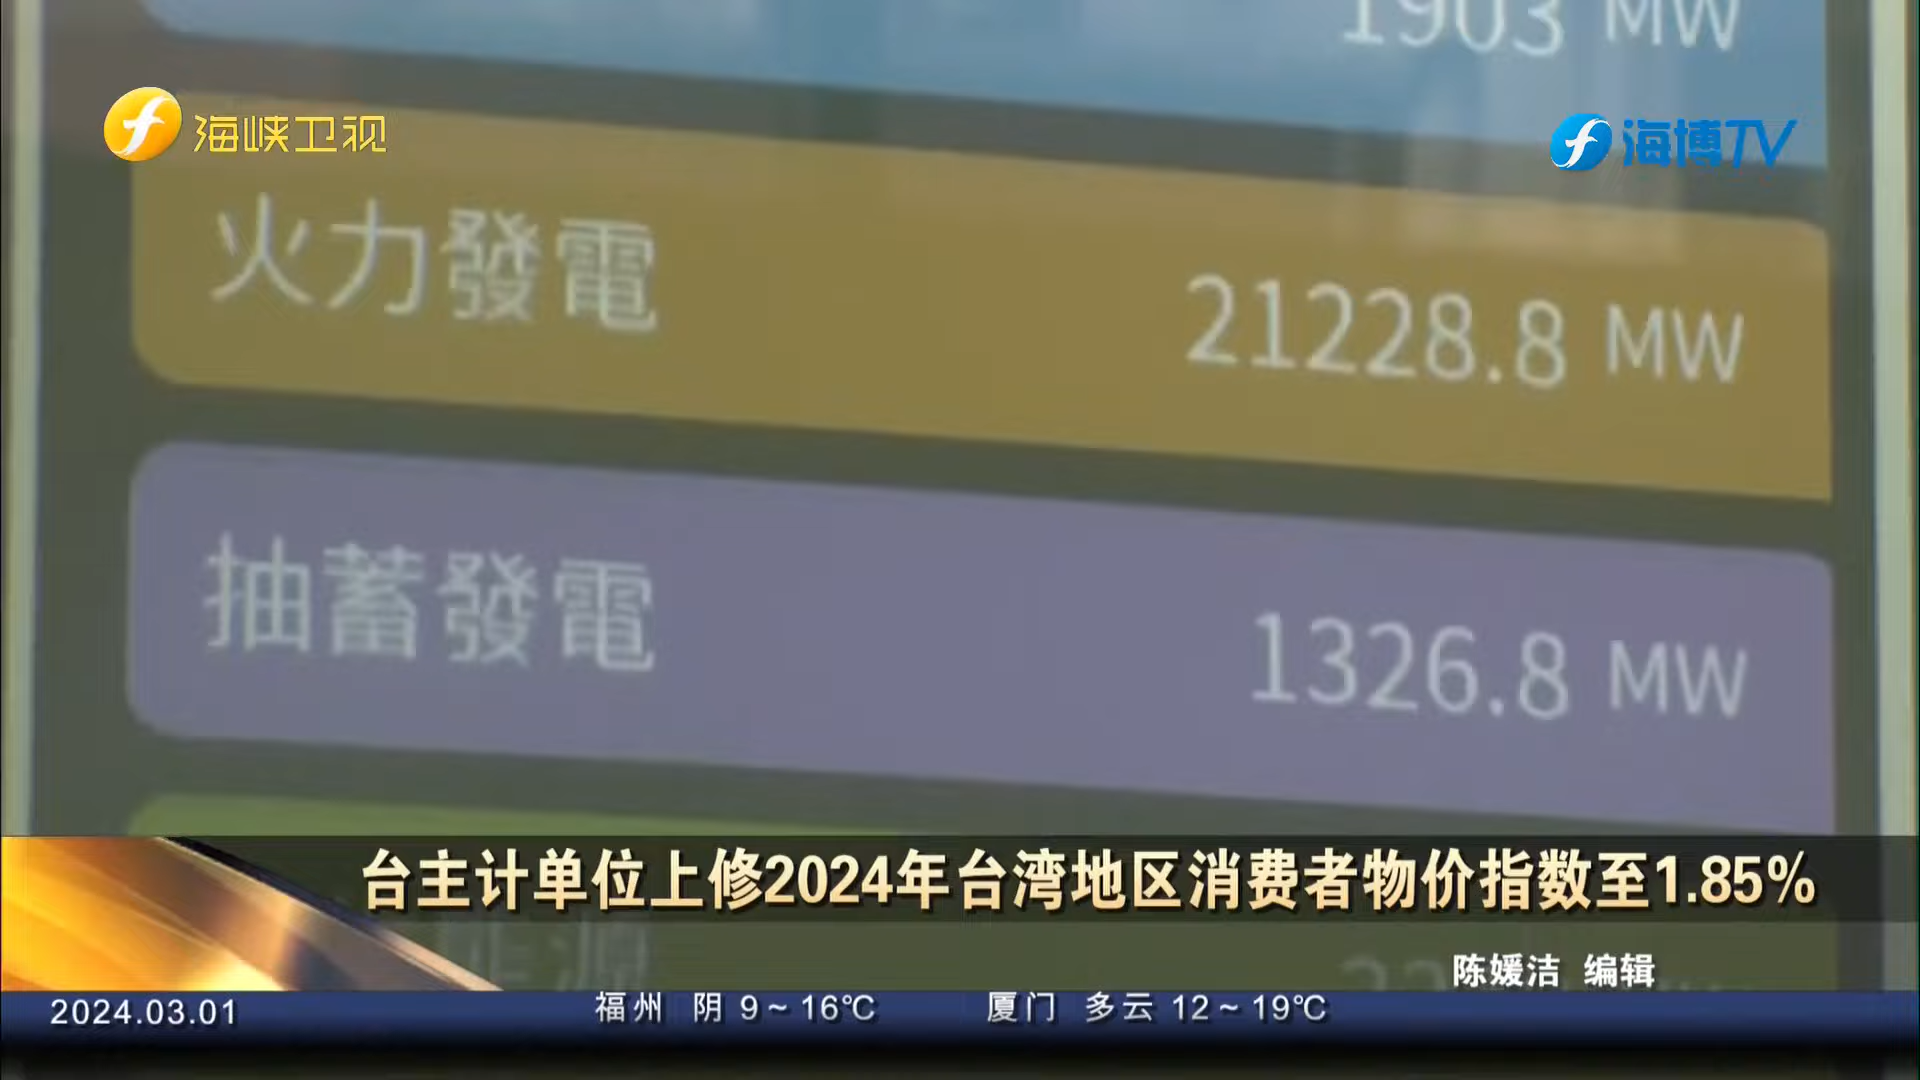 1903 MW
海峡卫视
海博TV
火力發電
21228.8 MW
抽蓄發電
1326.8 MW
台主计单位上修2024年台湾地区消费者物价指数至1.85%
陈媛洁 编辑
2024.03.01
福州 阴 9～16℃
厦门 多云 12～19℃